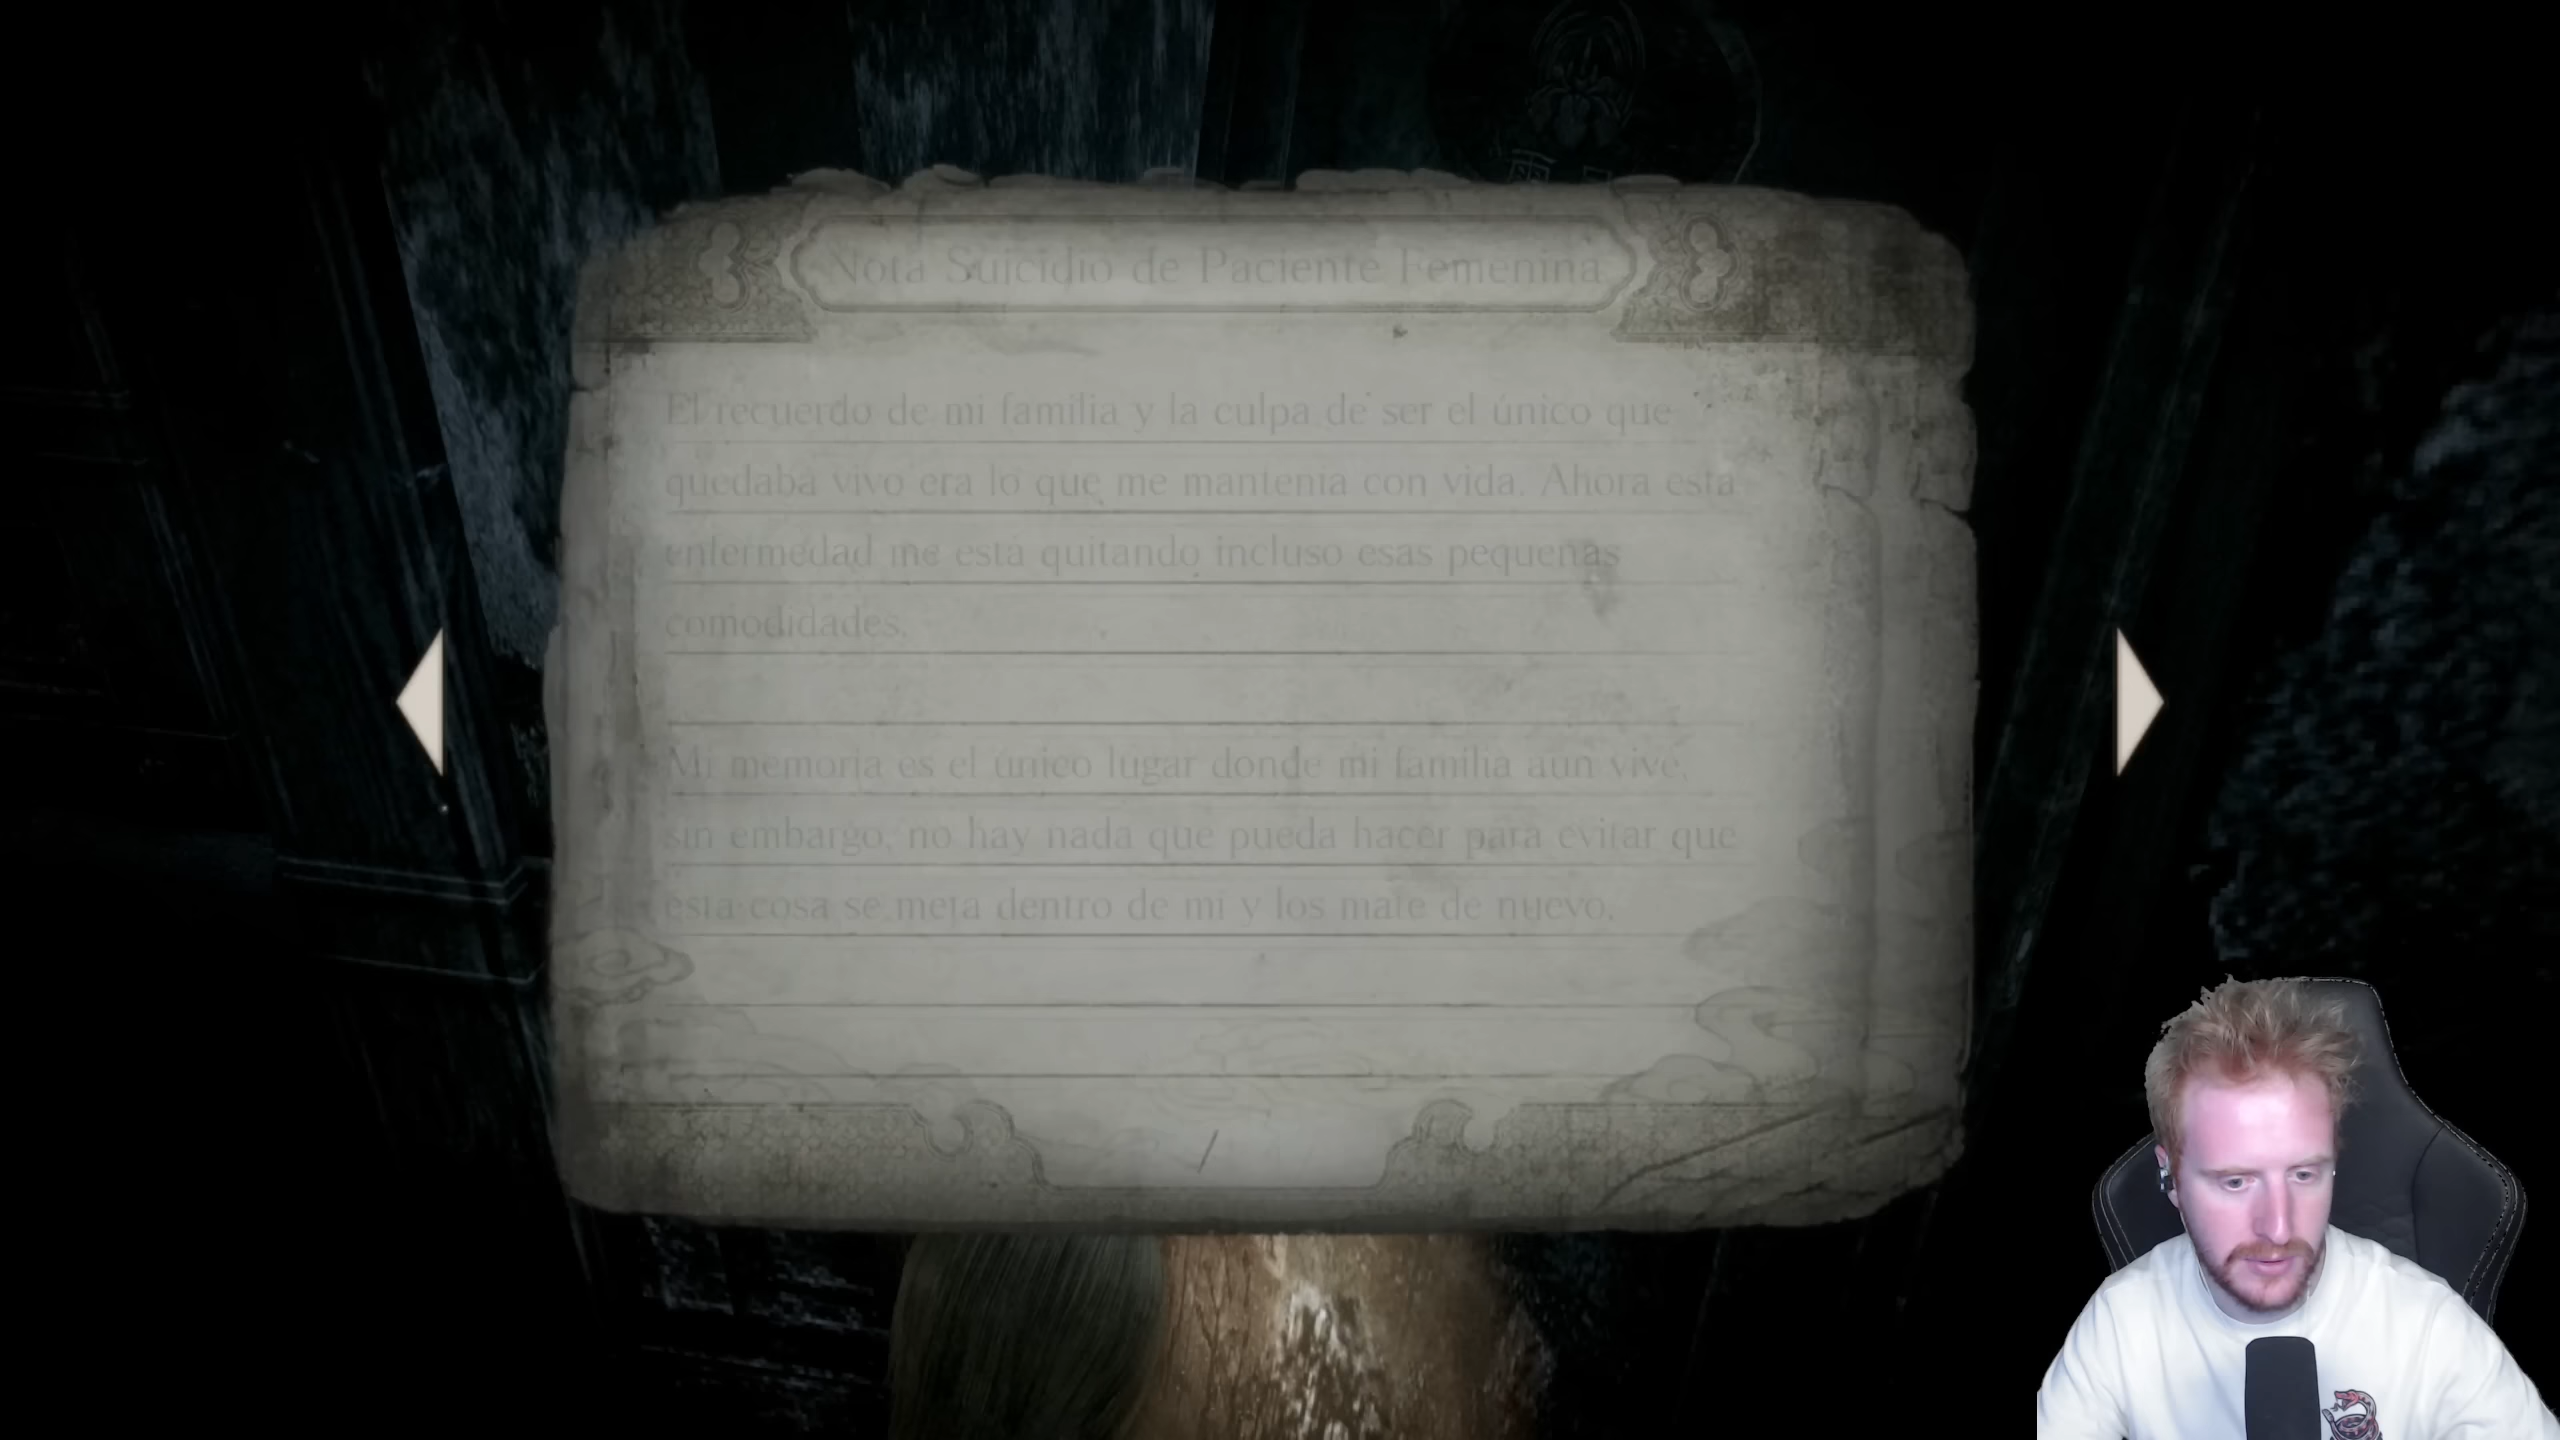 Nota Suicidio de Paciente Femenina
El recuerdo de mi familia y la culpa de ser el único que
quedaba vivo era lo que me mantenía con vida. Ahora esta
enfermedad me está quitando incluso esas pequeñas
comodidades.
Mi memoria es el único lugar donde mi familia aún vive,
sin embargo, no hay nada que pueda hacer para evitar que
esta cosa se meta dentro de mí y los mate de nuevo.